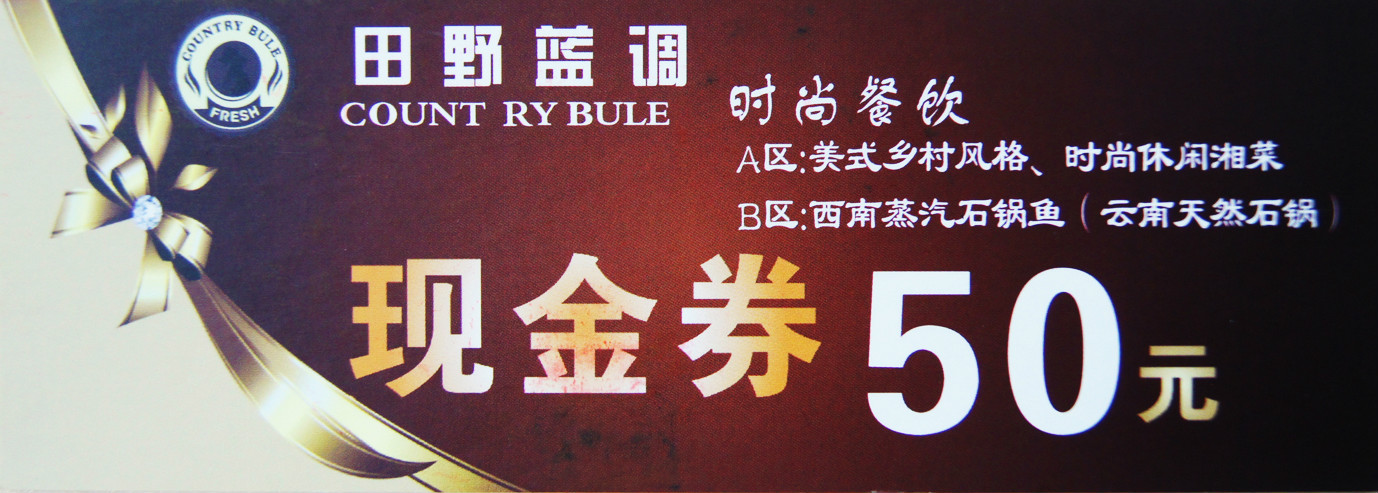 COUNTRY BULE
FRESH
田野蓝调
COUNT RY BULE
时尚餐饮
A区:美式乡村风格、时尚休闲湘菜
B区:西南蒸汽石锅鱼（云南天然石锅）
现金券50元